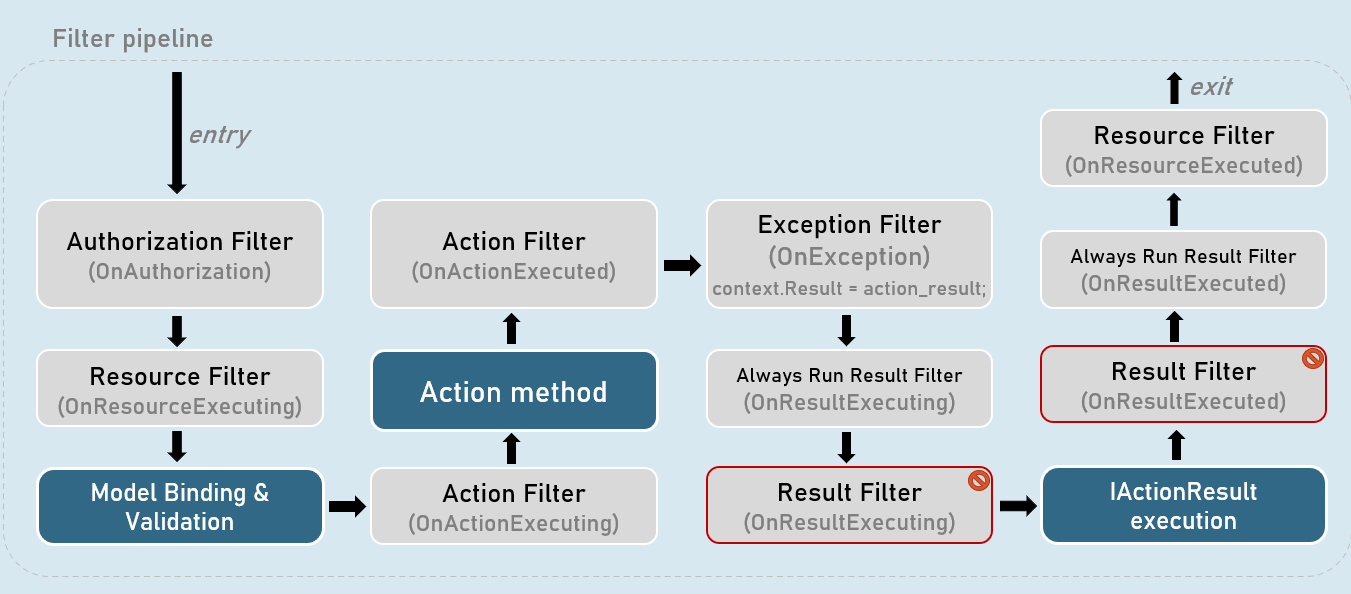 Filter pipeline
entry
Authorization Filter
(OnAuthorization)
Resource Filter
(OnResourceExecuting)
Model Binding &
Validation
Action Filter
(OnActionExecuting)
Action method
Action Filter
(OnActionExecuted)
Exception Filter
(OnException)
context.Result = action_result;
Always Run Result Filter
(OnResultExecuting)
Result Filter
(OnResultExecuting)
IActionResult
execution
Result Filter
(OnResultExecuted)
Always Run Result Filter
(OnResultExecuted)
Resource Filter
(OnResourceExecuted)
exit